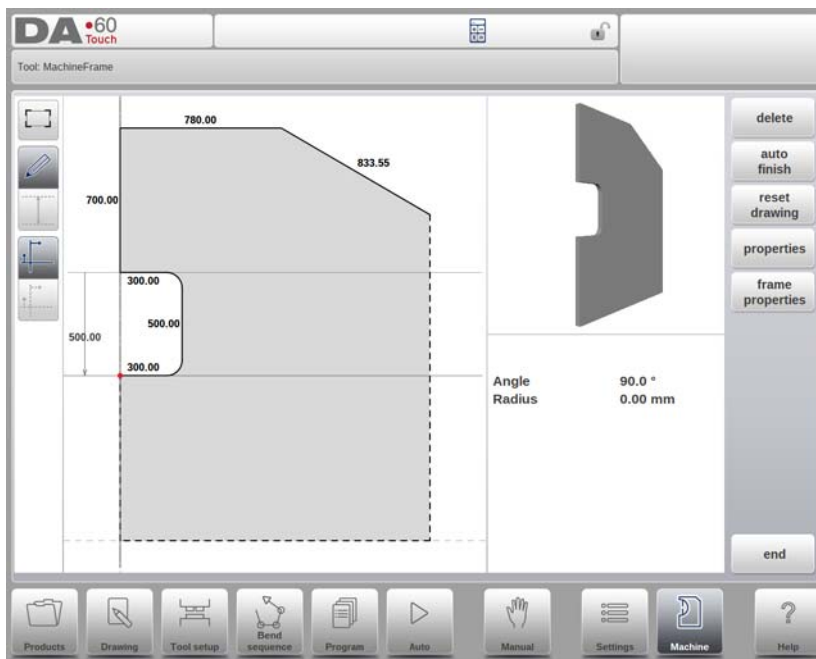 DA•60
Touch
Tool: MachineFrame
780.00
833.55
700.00
300.00
500.00
500.00
300.00
Angle 90.0 °
Radius 0.00 mm
delete
auto
finish
reset
drawing
properties
frame
properties
end
Products
Drawing
Tool setup
Bend
sequence
Program
Auto
Manual
Settings
Machine
?
Help